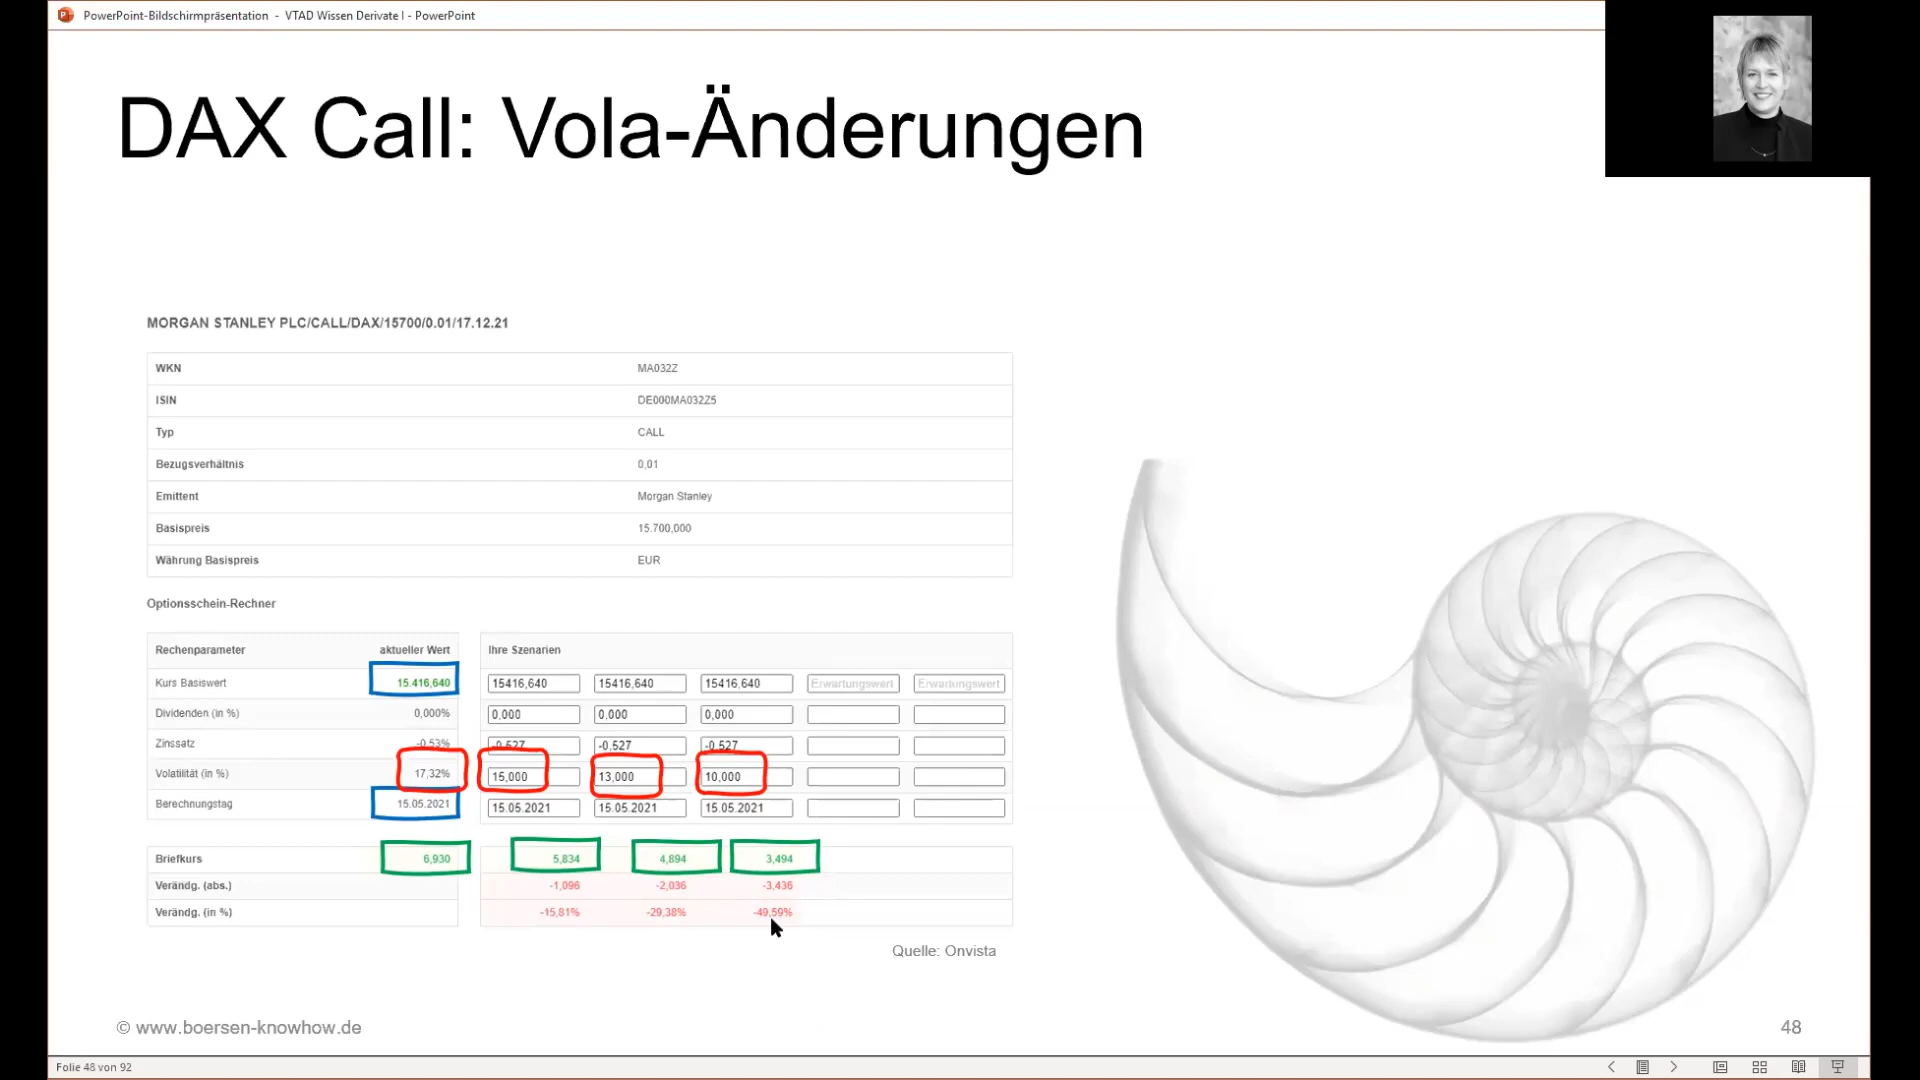 PowerPoint-Bildschirmpräsentation - VTAD Wissen Derivate I - PowerPoint
DAX Call: Vola-Änderungen
MORGAN STANLEY PLC/CALL/DAX/15700/0.01/17.12.21
WKN MA032Z
ISIN DE000MA032Z5
Typ CALL
Bezugsverhältnis 0,01
Emittent Morgan Stanley
Basispreis 15.700,000
Währung Basispreis EUR
Optionsschein-Rechner
Rechenparameter aktueller Wert Ihre Szenarien
Kurs Basiswert 15.416,640 15416,640 15416,640 15416,640 Erwartungswert Erwartungswert
Dividenden (in %) 0,000% 0,000 0,000 0,000
Zinssatz -0,53% -0,527 -0,527 -0,527
Volatilität (in %) 17,32% 15,000 13,000 10,000
Berechnungstag 15.05.2021 15.05.2021 15.05.2021 15.05.2021
Briefkurs 6,930 5,834 4,894 3,494
Verändg. (abs.) -1,096 -2,036 -3,436
Verändg. (in %) -15,81% -29,38% -49,59%
Quelle: Onvista
© www.boersen-knowhow.de
48
Folie 48 von 92